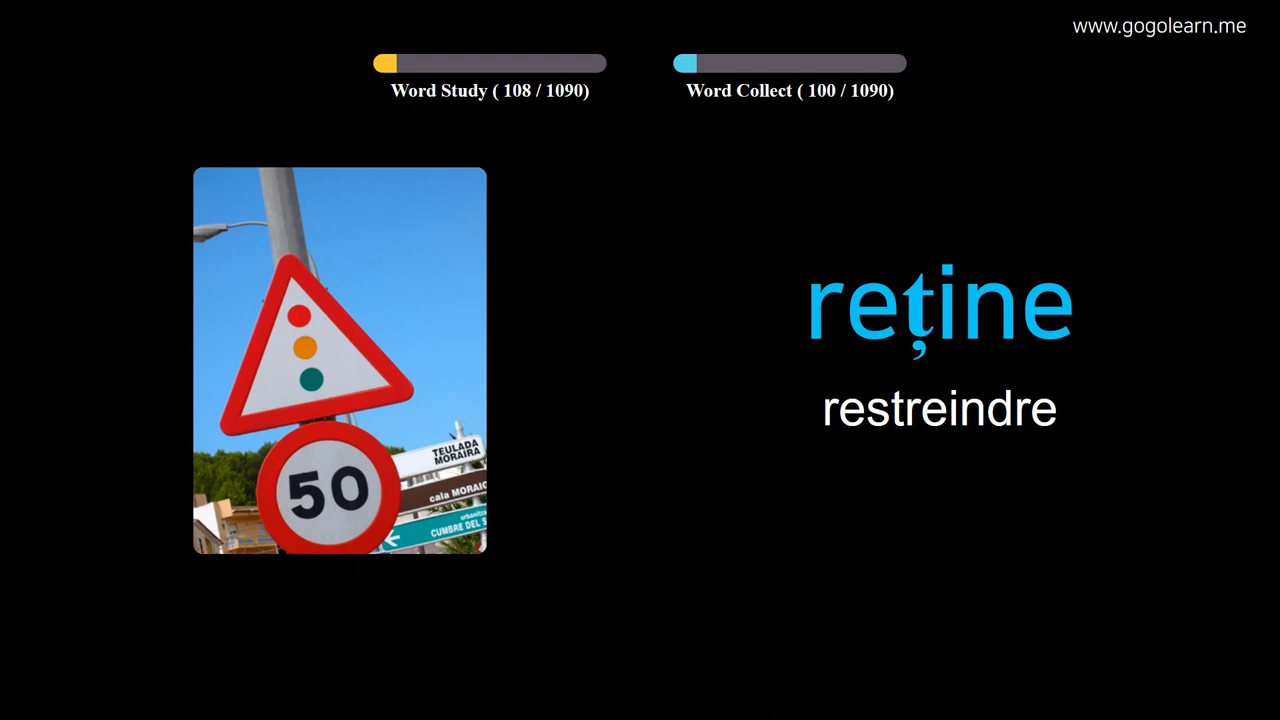 www.gogolearn.me
Word Study ( 108 / 1090)
Word Collect ( 100 / 1090)
reține
restreindre
50
TEULADA
MORAIRA
cala MORAIG
urbanitza
CUMBRE DEL S